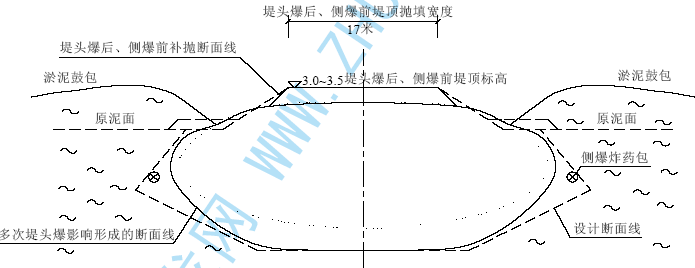 堤头爆后、侧爆前堤顶抛填宽度
17米
堤头爆后、侧爆前补抛断面线
淤泥鼓包
3.0~3.5堤头爆后、侧爆前堤顶标高
淤泥鼓包
原泥面
原泥面
侧爆炸药包
多次堤头爆影响形成的断面线
设计断面线